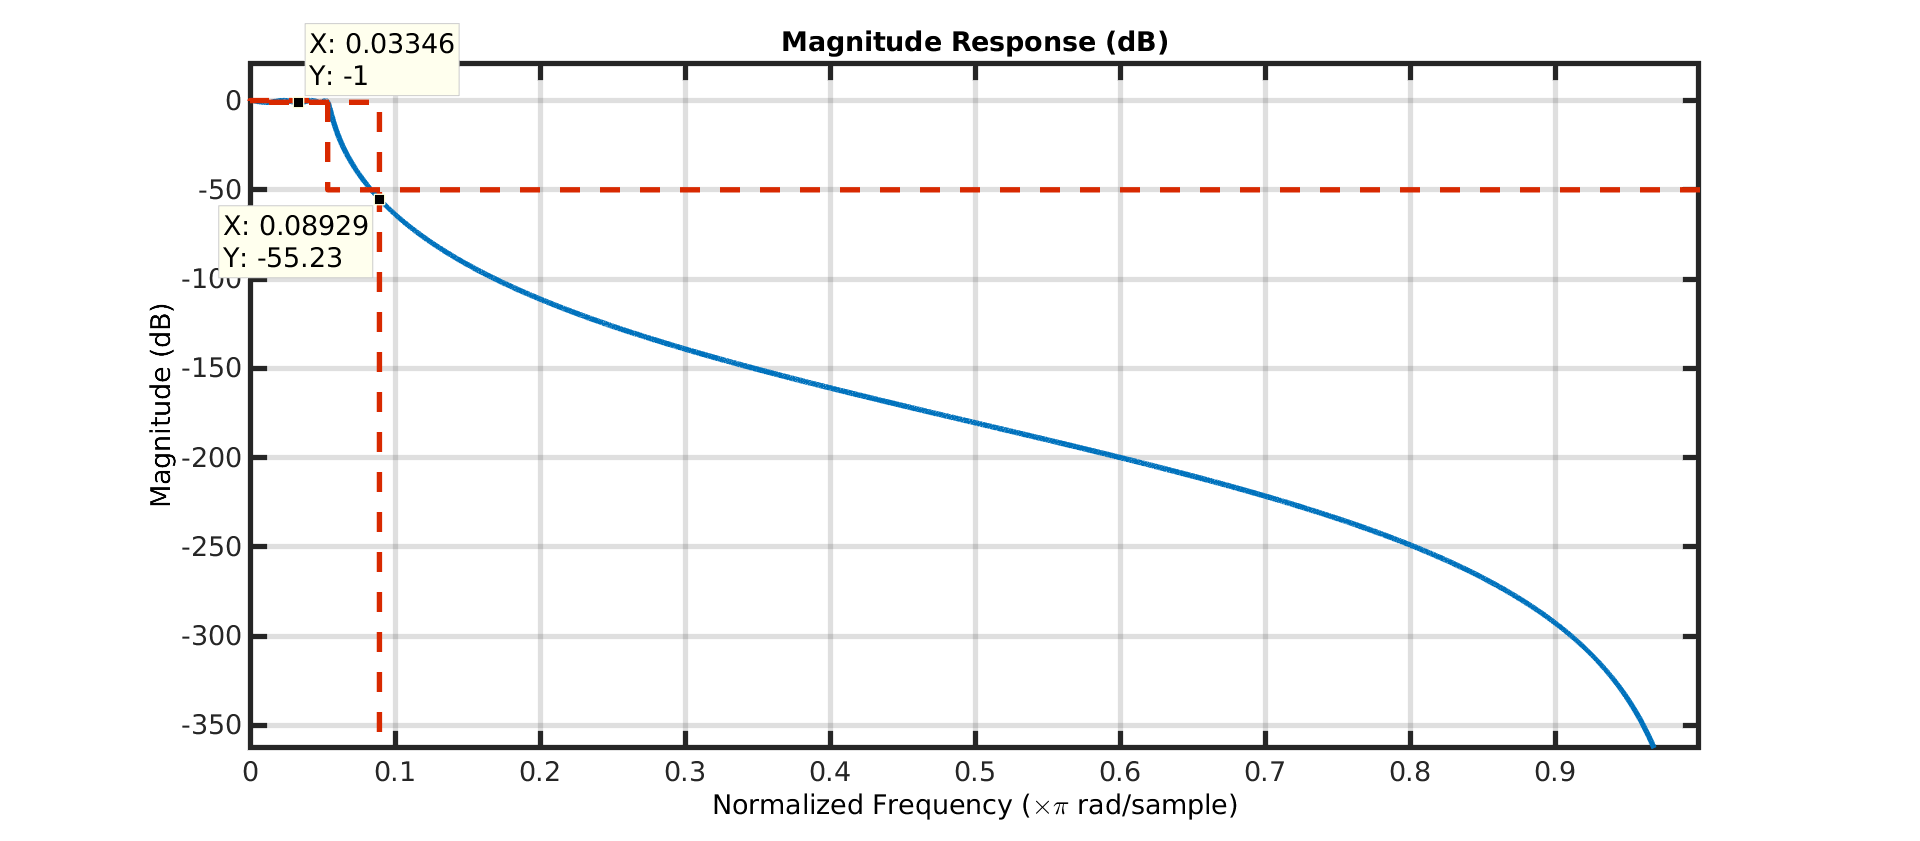 Magnitude Response (dB)
X: 0.03346
Y: -1
X: 0.08929
Y: -55.23
Magnitude (dB)
0
-50
-100
-150
-200
-250
-300
-350
0 0.1 0.2 0.3 0.4 0.5 0.6 0.7 0.8 0.9
Normalized Frequency (×π rad/sample)